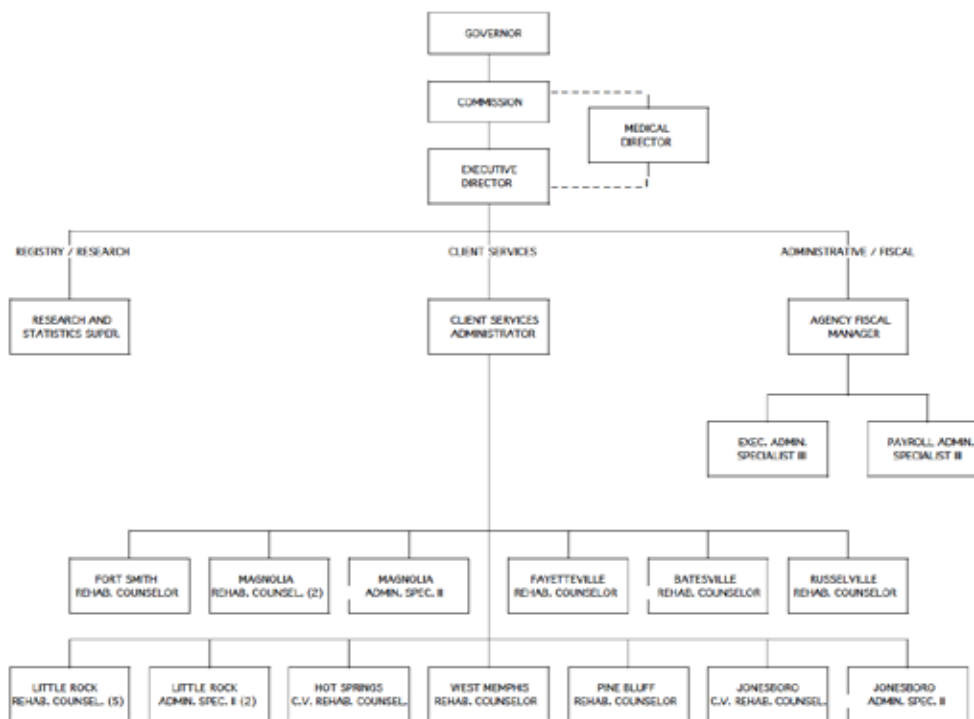 GOVERNOR
COMMISSION
MEDICAL
DIRECTOR
EXECUTIVE
DIRECTOR
REGISTRY / RESEARCH
CLIENT SERVICES
ADMINISTRATIVE / FISCAL
RESEARCH AND
STATISTICS SUPER.
CLIENT SERVICES
ADMINISTRATOR
AGENCY FISCAL
MANAGER
EXEC. ADMIN.
SPECIALIST III
PAYROLL ADMIN.
SPECIALIST III
FORT SMITH
REHAB. COUNSELOR
MAGNOLIA
REHAB. COUNSEL. (2)
MAGNOLIA
ADMIN. SPEC. II
FAYETTEVILLE
REHAB. COUNSELOR
BATESVILLE
REHAB. COUNSELOR
RUSSELVILLE
REHAB. COUNSELOR
LITTLE ROCK
REHAB. COUNSEL. (5)
LITTLE ROCK
ADMIN. SPEC. II (2)
HOT SPRINGS
C.V. REHAB. COUNSEL.
WEST MEMPHIS
REHAB. COUNSELOR
PINE BLUFF
REHAB. COUNSELOR
JONESBORO
C.V. REHAB. COUNSEL.
JONESBORO
ADMIN. SPEC. II